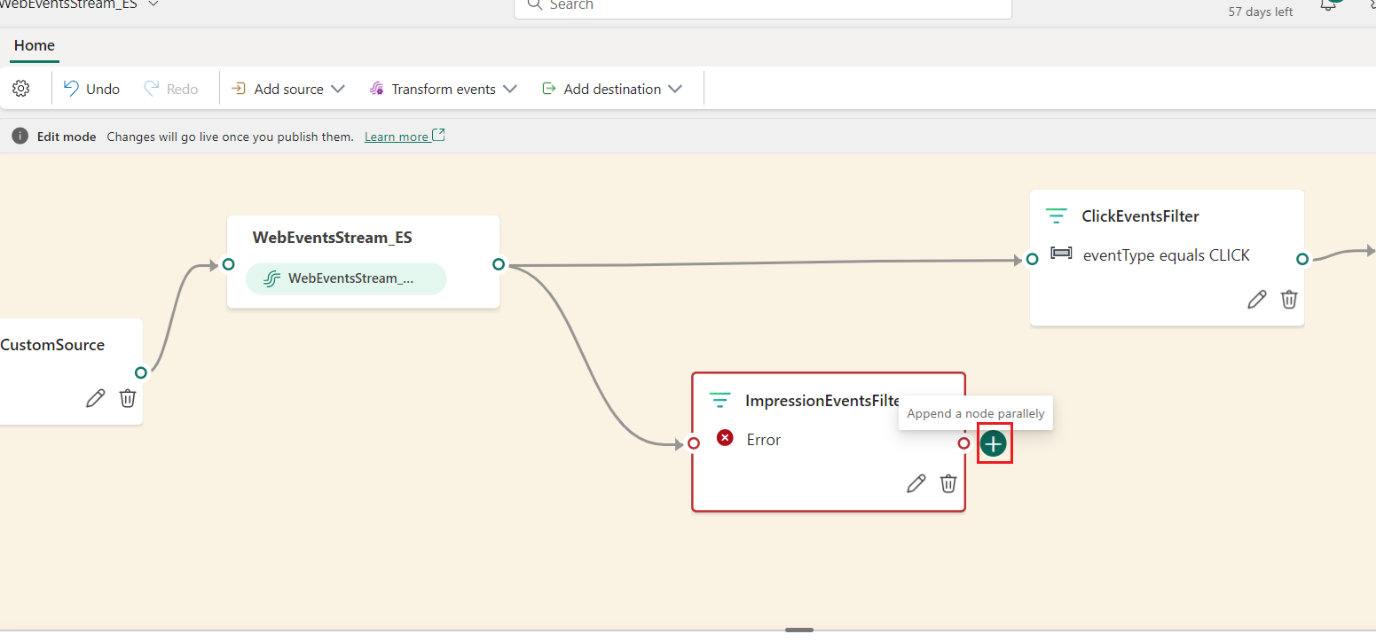 WebEventsStream_ES
Search
57 days left
Home
Undo
Redo
Add source
Transform events
Add destination
Edit mode Changes will go live once you publish them. Learn more
WebEventsStream_ES
WebEventsStream_...
ClickEventsFilter
eventType equals CLICK
CustomSource
ImpressionEventsFilte
Append a node parallely
Error